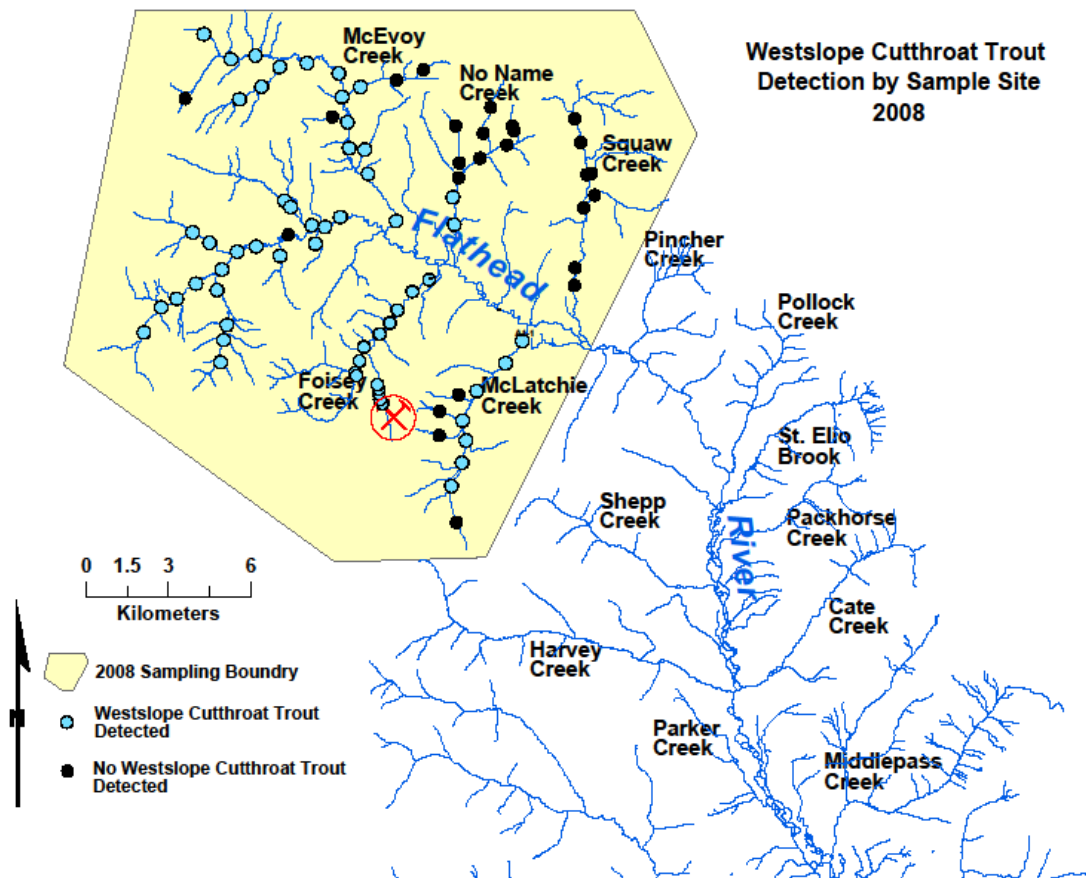 Westslope Cutthroat Trout
Detection by Sample Site
2008
McEvoy
Creek
No Name
Creek
Squaw
Creek
Flathead
Pincher
Creek
Pollock
Creek
Foisey
Creek
McLatchie
Creek
St. Elio
Brook
Shepp
Creek
Packhorse
Creek
River
Cate
Creek
Harvey
Creek
Parker
Creek
Middlepass
Creek
0 1.5 3 6
Kilometers
N
2008 Sampling Boundry
Westslope Cutthroat Trout
Detected
No Westslope Cutthroat Trout
Detected